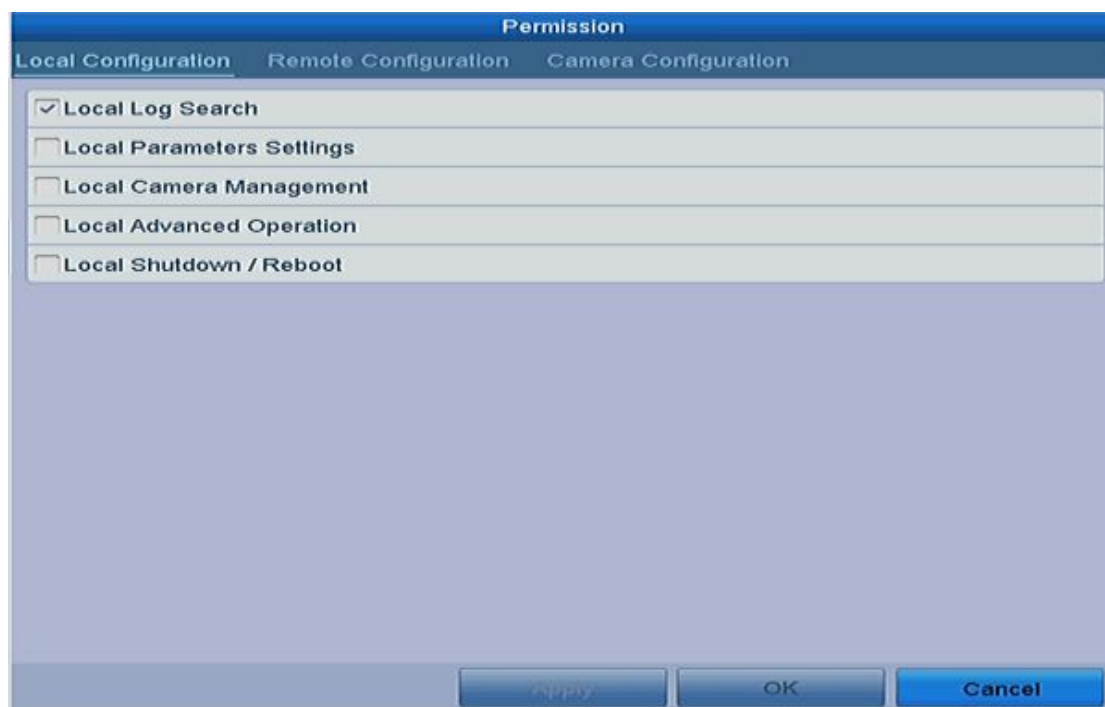 Permission
Local Configuration Remote Configuration Camera Configuration
Local Log Search
Local Parameters Settings
Local Camera Management
Local Advanced Operation
Local Shutdown / Reboot
Apply OK Cancel